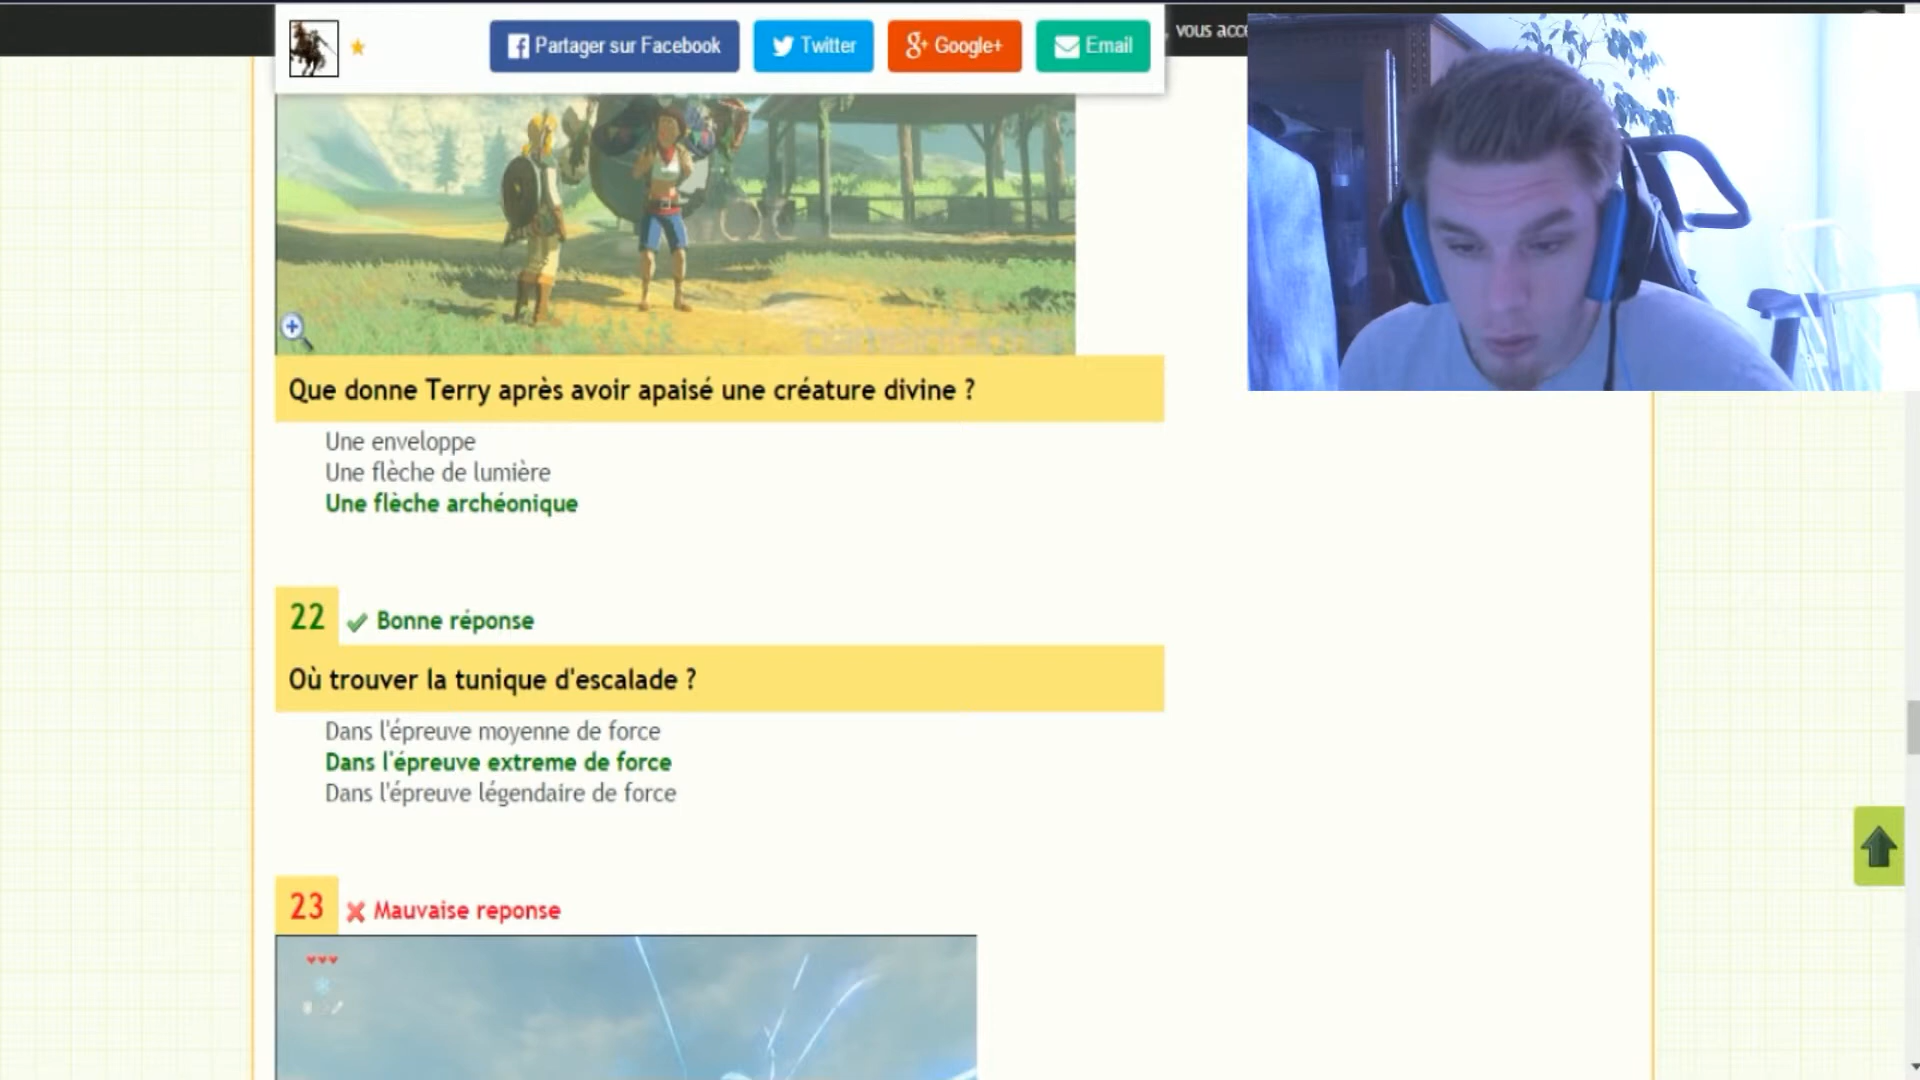 Partager sur Facebook
Twitter
Google+
Email
, vous acce
Que donne Terry après avoir apaisé une créature divine ?
Une enveloppe
Une flèche de lumière
Une flèche archéonique
22
Bonne réponse
Où trouver la tunique d'escalade ?
Dans l'épreuve moyenne de force
Dans l'épreuve extreme de force
Dans l'épreuve légendaire de force
23
Mauvaise reponse